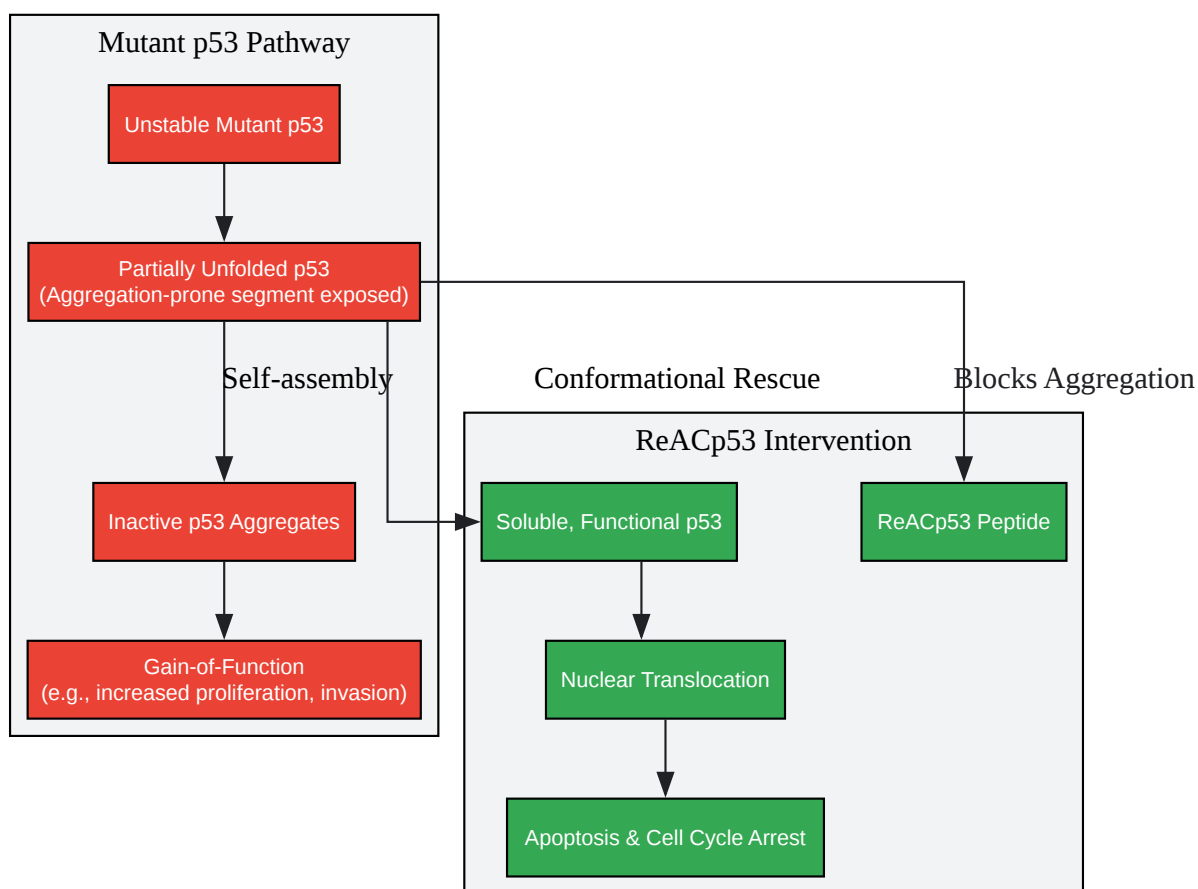 Mutant p53 Pathway
Unstable Mutant p53
Partially Unfolded p53
(Aggregation-prone segment exposed)
Self-assembly
Conformational Rescue
Blocks Aggregation
ReACp53 Intervention
Inactive p53 Aggregates
Soluble, Functional p53
ReACp53 Peptide
Gain-of-Function
(e.g., increased proliferation, invasion)
Nuclear Translocation
Apoptosis & Cell Cycle Arrest